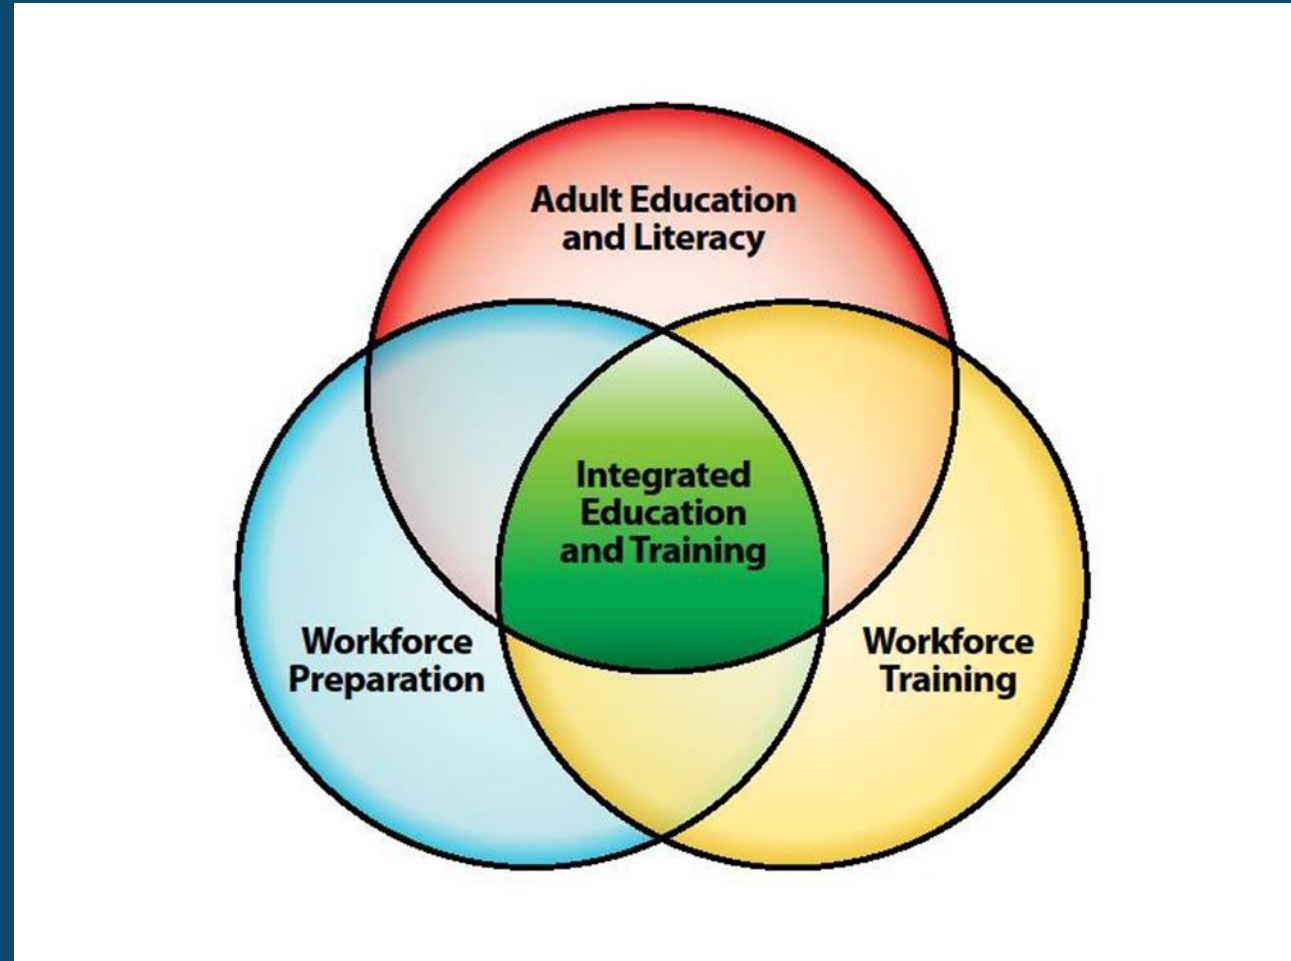 Adult Education
and Literacy
Integrated
Education
and Training
Workforce
Preparation
Workforce
Training